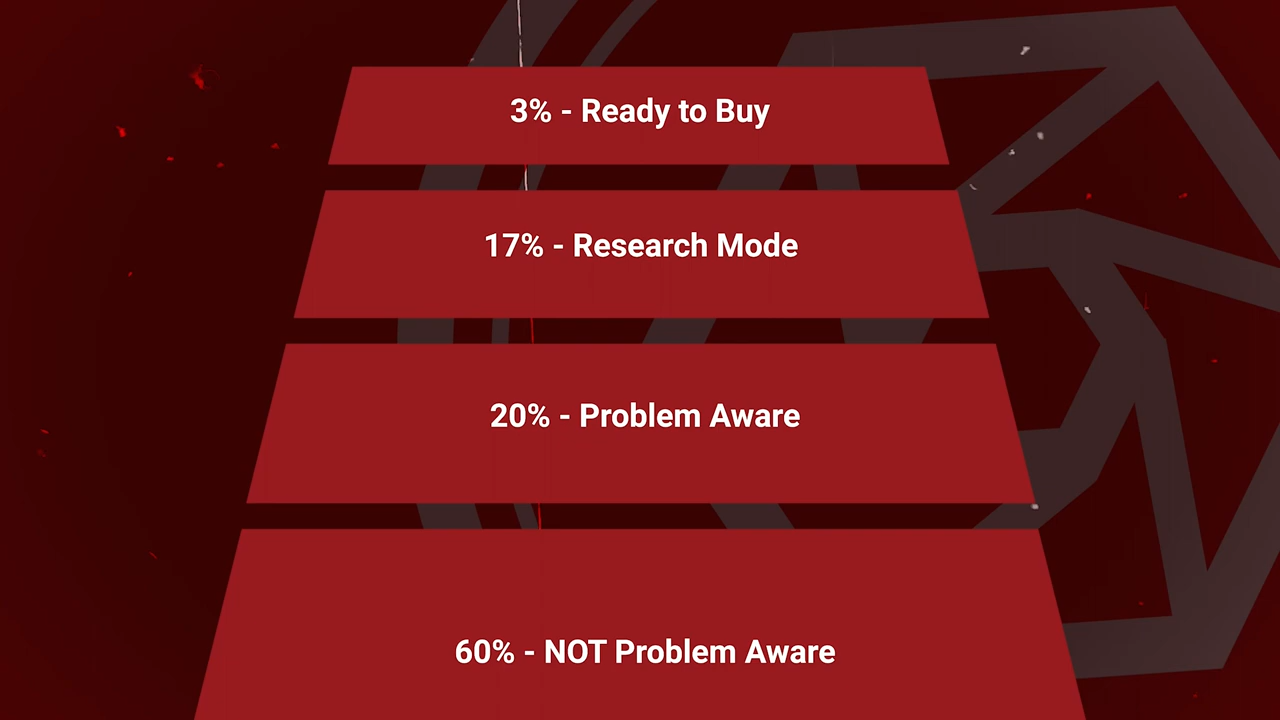 3% - Ready to Buy
17% - Research Mode
20% - Problem Aware
60% - NOT Problem Aware